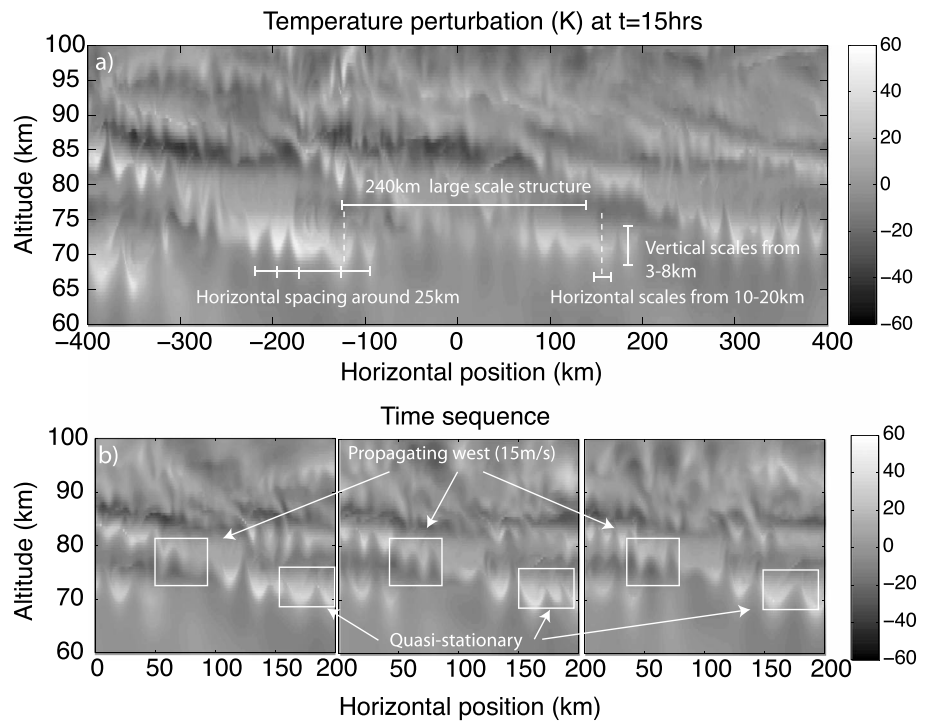 Temperature perturbation (K) at t=15hrs
a)
100
95
90
85
80
75
70
65
60
Altitude (km)
240km large scale structure
Vertical scales from
3-8km
Horizontal spacing around 25km
Horizontal scales from 10-20km
−400 −300 −200 −100 0 100 200 300 400
Horizontal position (km)
60
40
20
0
−20
−40
−60
Time sequence
b)
Propagating west (15m/s)
100
90
80
70
60
Altitude (km)
Quasi-stationary
0 50 100 150 200 50 100 150 200 50 100 150 200
Horizontal position (km)
60
40
20
0
−20
−40
−60